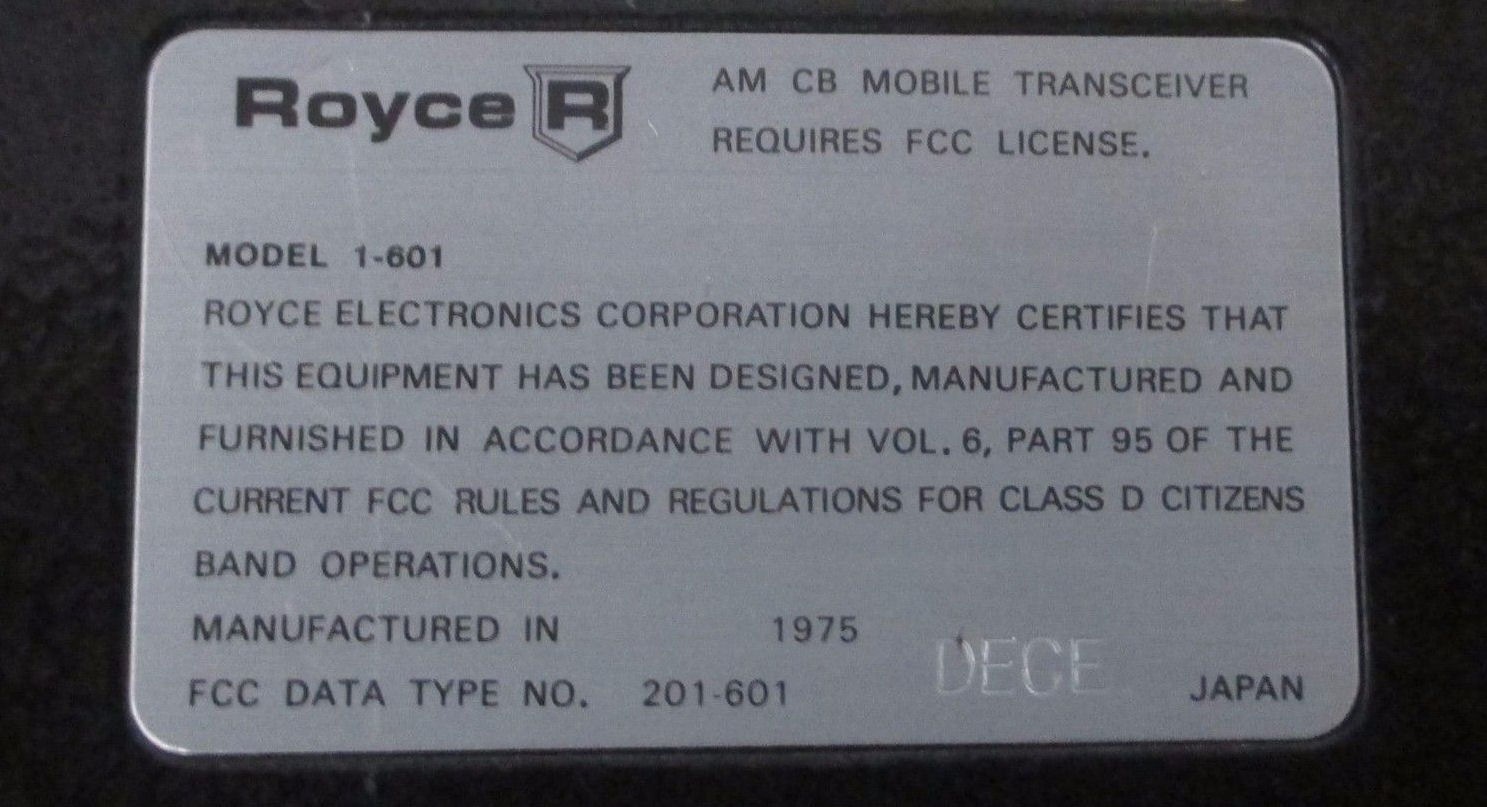 Royce R
AM CB MOBILE TRANSCEIVER
REQUIRES FCC LICENSE.
MODEL 1-601
ROYCE ELECTRONICS CORPORATION HEREBY CERTIFIES THAT
THIS EQUIPMENT HAS BEEN DESIGNED, MANUFACTURED AND
FURNISHED IN ACCORDANCE WITH VOL. 6, PART 95 OF THE
CURRENT FCC RULES AND REGULATIONS FOR CLASS D CITIZENS
BAND OPERATIONS.
MANUFACTURED IN 1975
FCC DATA TYPE NO. 201-601 DECE JAPAN